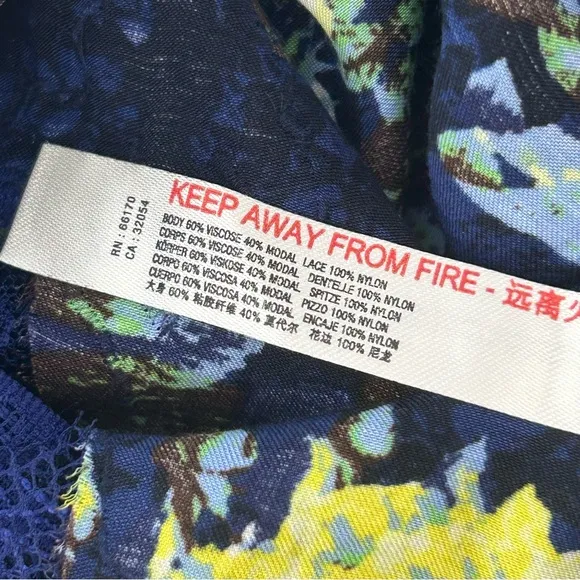 RN : 66170
CA : 32054
KEEP AWAY FROM FIRE - 远离火
BODY 60% VISCOSE 40% MODAL LACE 100% NYLON
CORPS 60% VISCOSE 40% MODAL DENTELLE 100% NYLON
KÖRPER 60% VISKOSE 40% MODAL SPITZE 100% NYLON
CORPO 60% VISCOSA 40% MODAL PIZZO 100% NYLON
CUERPO 60% VISCOSA 40% MODAL ENCAJE 100% NYLON
大身 60% 粘胶纤维 40% 莫代尔 花边 100% 尼龙